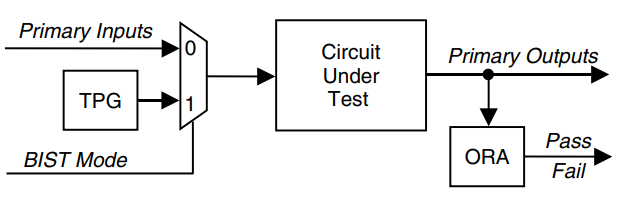 Primary Inputs
0
Circuit
Under
Test
Primary Outputs
TPG
1
BIST Mode
ORA
Pass
Fail